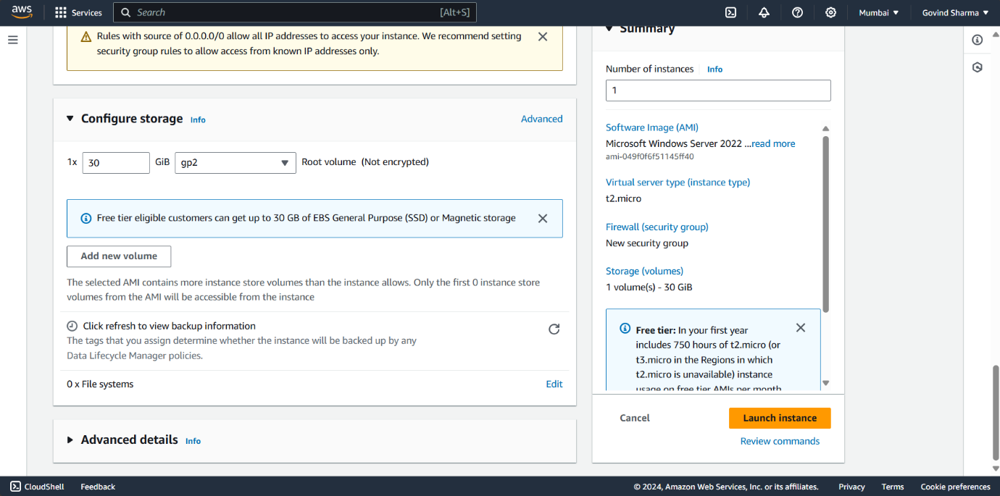 aws
Services
Search [Alt+S]
Mumbai ▼
Govind Sharma ▼
Rules with source of 0.0.0.0/0 allow all IP addresses to access your instance. We recommend setting
security group rules to allow access from known IP addresses only.
Configure storage Info
Advanced
1x 30 GiB gp2 Root volume (Not encrypted)
Free tier eligible customers can get up to 30 GB of EBS General Purpose (SSD) or Magnetic storage
Add new volume
The selected AMI contains more instance store volumes than the instance allows. Only the first 0 instance store
volumes from the AMI will be accessible from the instance
Click refresh to view backup information
The tags that you assign determine whether the instance will be backed up by any
Data Lifecycle Manager policies.
0 x File systems
Edit
Advanced details Info
Summary
Number of instances Info
1
Software Image (AMI)
Microsoft Windows Server 2022 ...read more
ami-049f0f6f51145ff40
Virtual server type (instance type)
t2.micro
Firewall (security group)
New security group
Storage (volumes)
1 volume(s) - 30 GiB
Free tier: In your first year
includes 750 hours of t2.micro (or
t3.micro in the Regions in which
t2.micro is unavailable) instance
usage on free tier AMIs per month
Cancel
Launch instance
Review commands
CloudShell
Feedback
© 2024, Amazon Web Services, Inc. or its affiliates.
Privacy
Terms
Cookie preferences